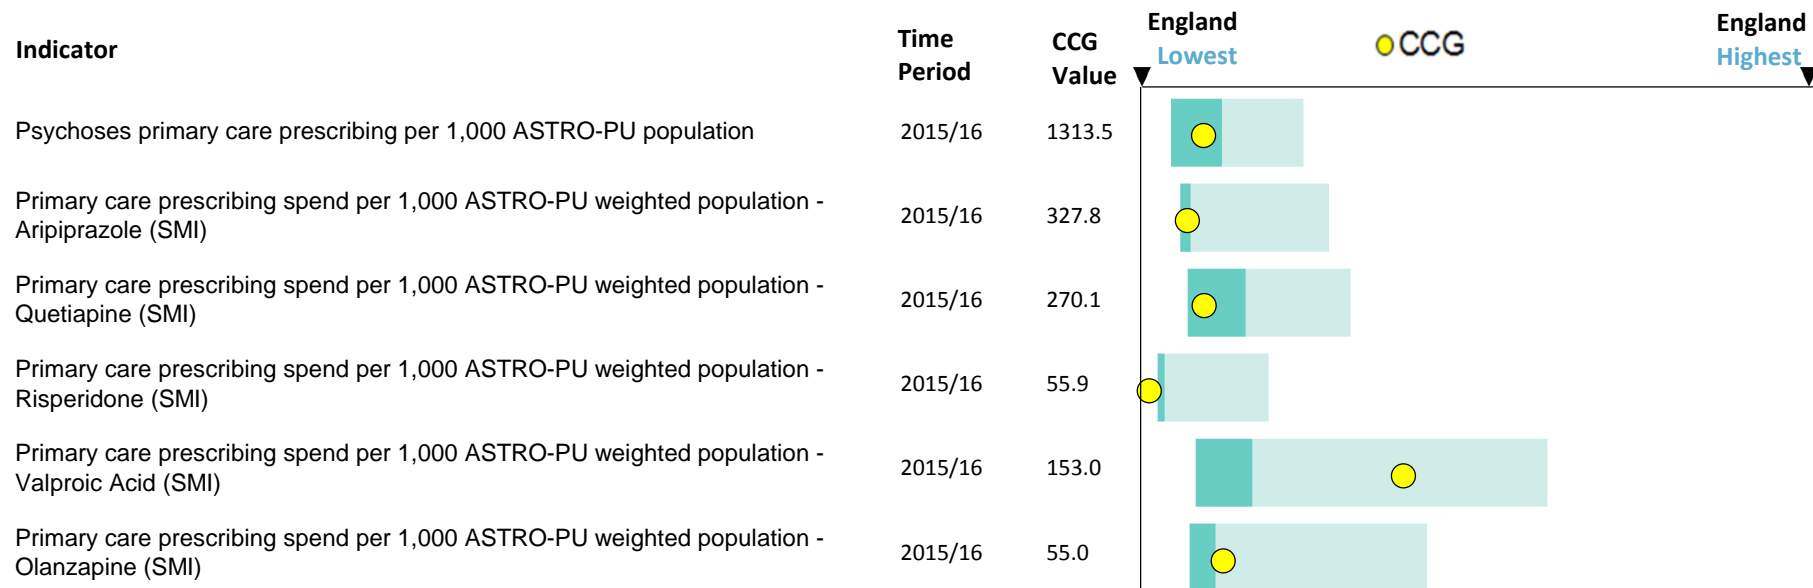 Indicator
Time
Period
CCG
Value
England
Lowest
CCG
England
Highest
Psychoses primary care prescribing per 1,000 ASTRO-PU population
2015/16
1313.5
Primary care prescribing spend per 1,000 ASTRO-PU weighted population -
Aripiprazole (SMI)
2015/16
327.8
Primary care prescribing spend per 1,000 ASTRO-PU weighted population -
Quetiapine (SMI)
2015/16
270.1
Primary care prescribing spend per 1,000 ASTRO-PU weighted population -
Risperidone (SMI)
2015/16
55.9
Primary care prescribing spend per 1,000 ASTRO-PU weighted population -
Valproic Acid (SMI)
2015/16
153.0
Primary care prescribing spend per 1,000 ASTRO-PU weighted population -
Olanzapine (SMI)
2015/16
55.0